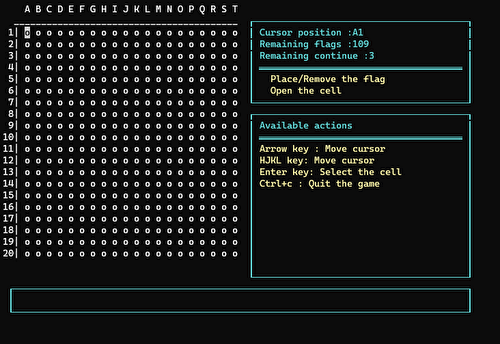 A B C D E F G H I J K L M N O P Q R S T
1| o o o o o o o o o o o o o o o o o o o o
2| o o o o o o o o o o o o o o o o o o o o
3| o o o o o o o o o o o o o o o o o o o o
4| o o o o o o o o o o o o o o o o o o o o
5| o o o o o o o o o o o o o o o o o o o o
6| o o o o o o o o o o o o o o o o o o o o
7| o o o o o o o o o o o o o o o o o o o o
8| o o o o o o o o o o o o o o o o o o o o
9| o o o o o o o o o o o o o o o o o o o o
10| o o o o o o o o o o o o o o o o o o o o
11| o o o o o o o o o o o o o o o o o o o o
12| o o o o o o o o o o o o o o o o o o o o
13| o o o o o o o o o o o o o o o o o o o o
14| o o o o o o o o o o o o o o o o o o o o
15| o o o o o o o o o o o o o o o o o o o o
16| o o o o o o o o o o o o o o o o o o o o
17| o o o o o o o o o o o o o o o o o o o o
18| o o o o o o o o o o o o o o o o o o o o
19| o o o o o o o o o o o o o o o o o o o o
20| o o o o o o o o o o o o o o o o o o o o
Cursor position :A1
Remaining flags :109
Remaining continue :3
Place/Remove the flag
Open the cell
Available actions
Arrow key : Move cursor
HJKL key: Move cursor
Enter key: Select the cell
Ctrl+c : Quit the game